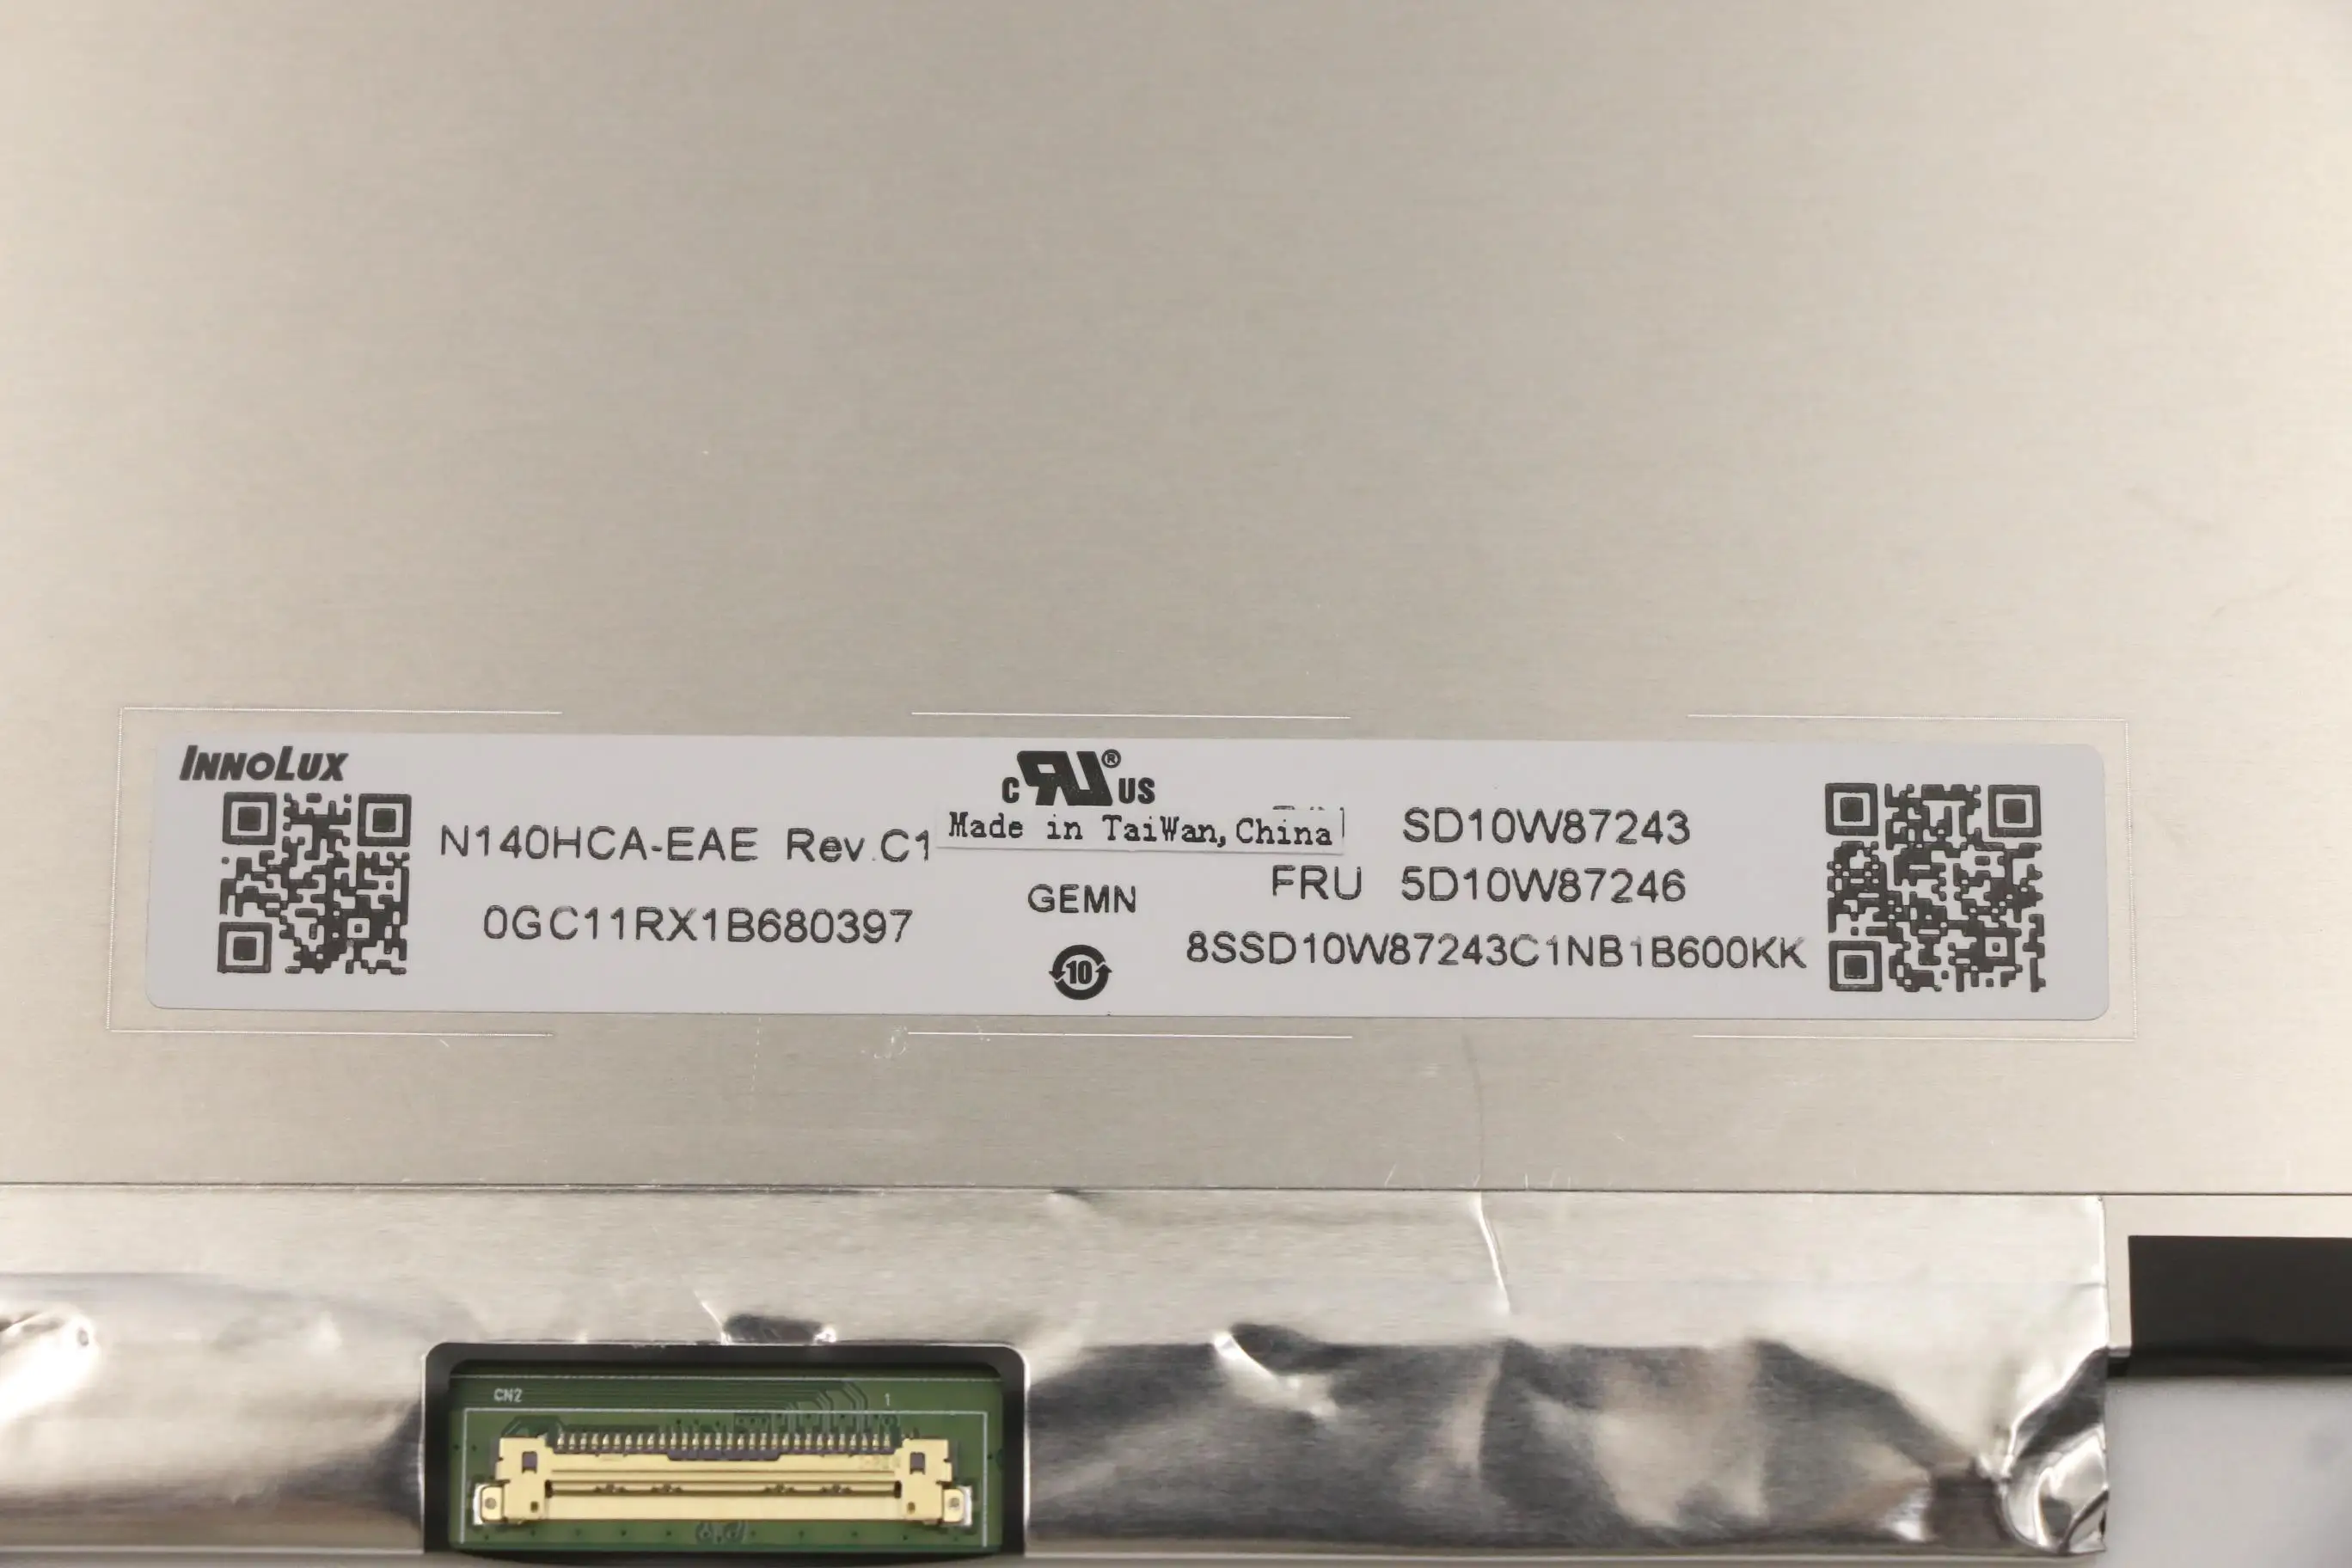 INNOLUX
N140HCA-EAE Rev.C1
0GC11RX1B680397
c RU® US
Made in TaiWan, China
GEMN
10
SD10W87243
FRU 5D10W87246
8SSD10W87243C1NB1B600KK
CN2
1